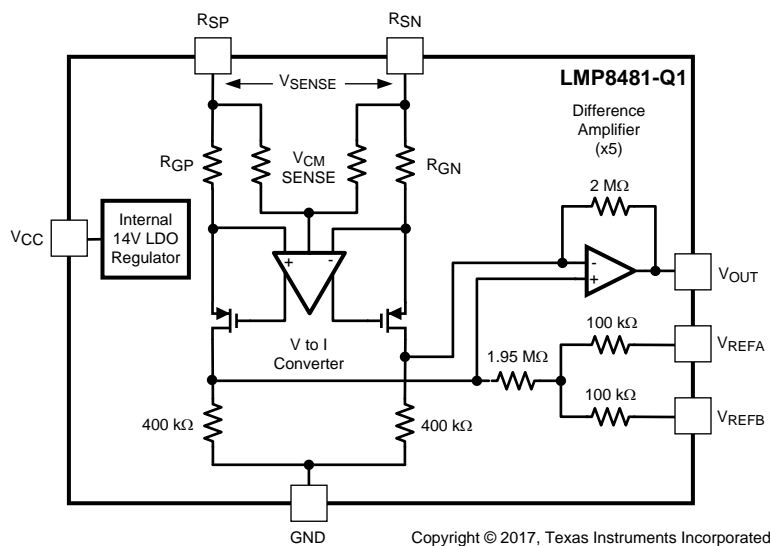 RSP
RSN
VSENSE
LMP8481-Q1
Difference
Amplifier
(x5)
RGP
VCM
SENSE
RGN
2 MΩ
VCC
Internal
14V LDO
Regulator
+
-
-
+
VOUT
V to I
Converter
1.95 MΩ
100 kΩ
VREFA
100 kΩ
VREFB
400 kΩ
400 kΩ
GND
Copyright © 2017, Texas Instruments Incorporated